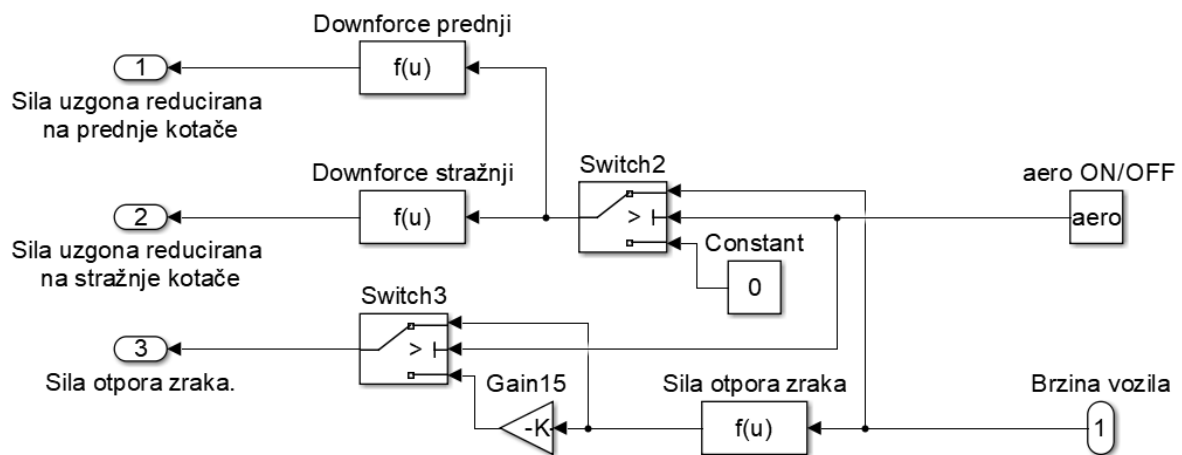 Downforce prednji
1
f(u)
Sila uzgona reducirana
na prednje kotače
Downforce stražnji
Switch2
aero ON/OFF
2
f(u)
>
aero
Sila uzgona reducirana
na stražnje kotače
Constant
0
Switch3
3
>
Sila otpora zraka.
Gain15
Sila otpora zraka
Brzina vozila
-K-
f(u)
1